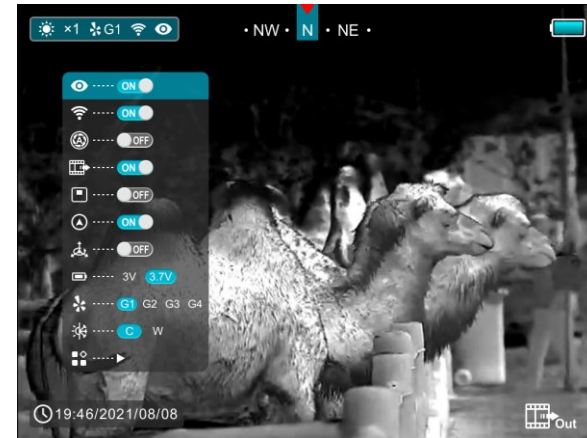 ×1 G1
• NW • N • NE •
ON
ON
OFF
ON
OFF
ON
OFF
3V 3.7V
G1 G2 G3 G4
C W
19:46/2021/08/08
Out